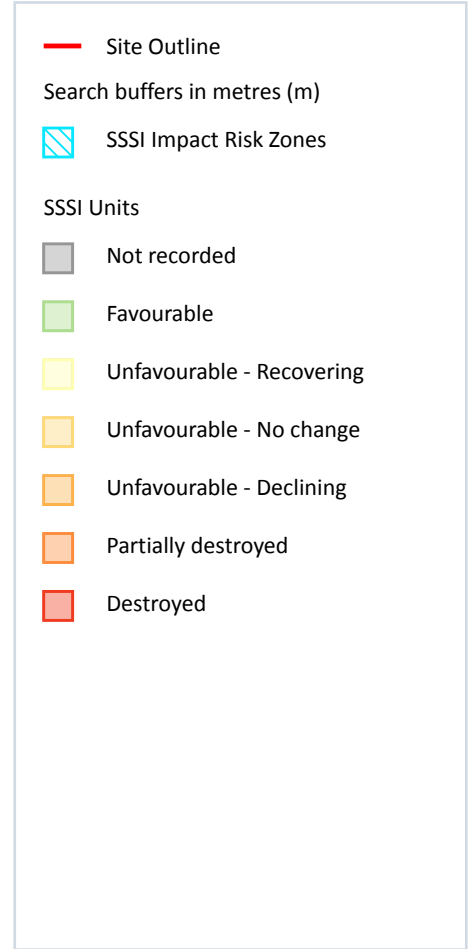 Site Outline
Search buffers in metres (m)
SSSI Impact Risk Zones
SSSI Units
Not recorded
Favourable
Unfavourable - Recovering
Unfavourable - No change
Unfavourable - Declining
Partially destroyed
Destroyed